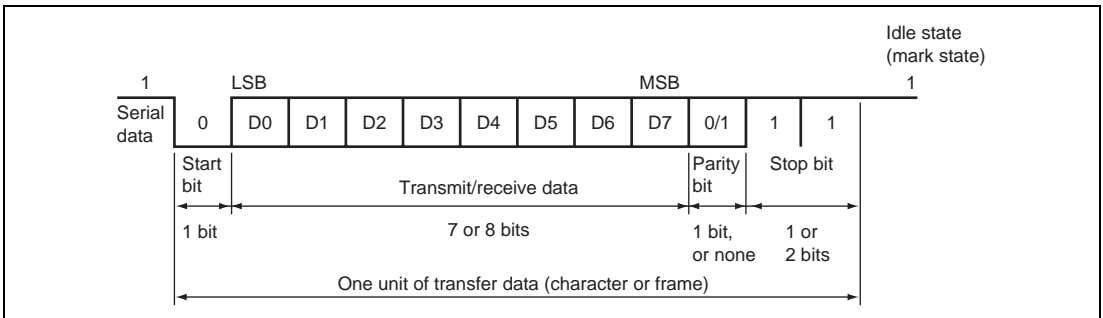 Idle state
(mark state)
1 LSB MSB 1
Serial
data
0 D0 D1 D2 D3 D4 D5 D6 D7 0/1 1 1
Start
bit
Transmit/receive data
Parity
bit
Stop bit
1 bit
7 or 8 bits
1 bit,
or none
1 or
2 bits
One unit of transfer data (character or frame)